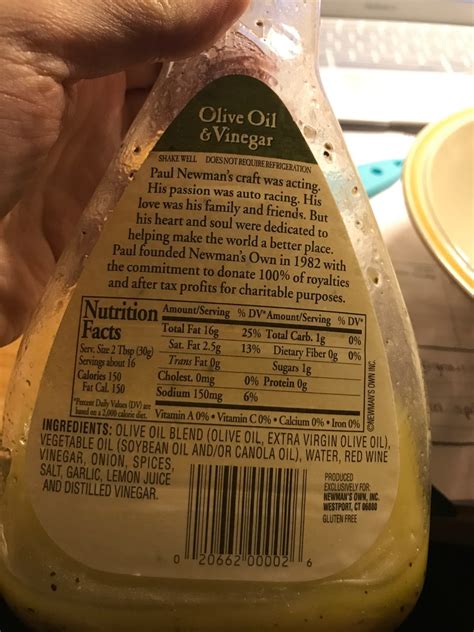 Olive Oil
& Vinegar
SHAKE WELL DOES NOT REQUIRE REFRIGERATION
Paul Newman's craft was acting.
His passion was auto racing. His
love was his family and friends. But
his heart and soul were dedicated to
helping make the world a better place.
Paul founded Newman's Own in 1982 with
the commitment to donate 100% of royalties
and after tax profits for charitable purposes.
Nutrition
Facts
Serv. Size 2 Tbsp (30g)
Servings about 16
Calories 150
Fat Cal. 150
*Percent Daily Values (DV) are
based on a 2,000 calorie diet.
Amount/Serving % DV* Amount/Serving % DV*
Total Fat 16g 25% Total Carb. 1g 0%
Sat. Fat 2.5g 13% Dietary Fiber 0g 0%
Trans Fat 0g Sugars 1g
Cholest. 0mg 0% Protein 0g
Sodium 150mg 6%
Vitamin A 0% • Vitamin C 0% • Calcium 0% • Iron 0%
©NEWMAN'S OWN INC.
INGREDIENTS: OLIVE OIL BLEND (OLIVE OIL, EXTRA VIRGIN OLIVE OIL),
VEGETABLE OIL (SOYBEAN OIL AND/OR CANOLA OIL), WATER, RED WINE
VINEGAR, ONION, SPICES,
SALT, GARLIC, LEMON JUICE
AND DISTILLED VINEGAR.
PRODUCED
EXCLUSIVELY FOR:
NEWMAN'S OWN, INC.
WESTPORT, CT 06880
GLUTEN FREE
0 20662 00002 6